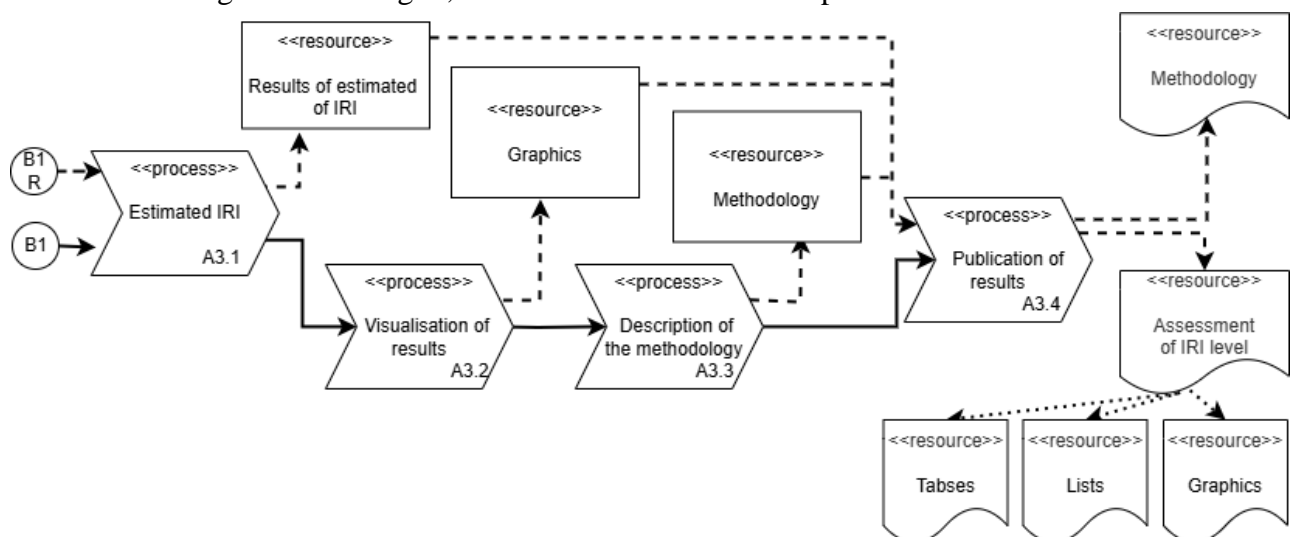 <<resource>>
Results of estimated
of IRI
<<resource>>
Graphics
<<resource>>
Methodology
<<resource>>
Methodology
B1
R
B1
<<process>>
Estimated IRI
A3.1
<<process>>
Visualisation of
results
A3.2
<<process>>
Description of
the methodology
A3.3
<<process>>
Publication of
results
A3.4
<<resource>>
Assessment
of IRI level
<<resource>>
Tabses
<<resource>>
Lists
<<resource>>
Graphics